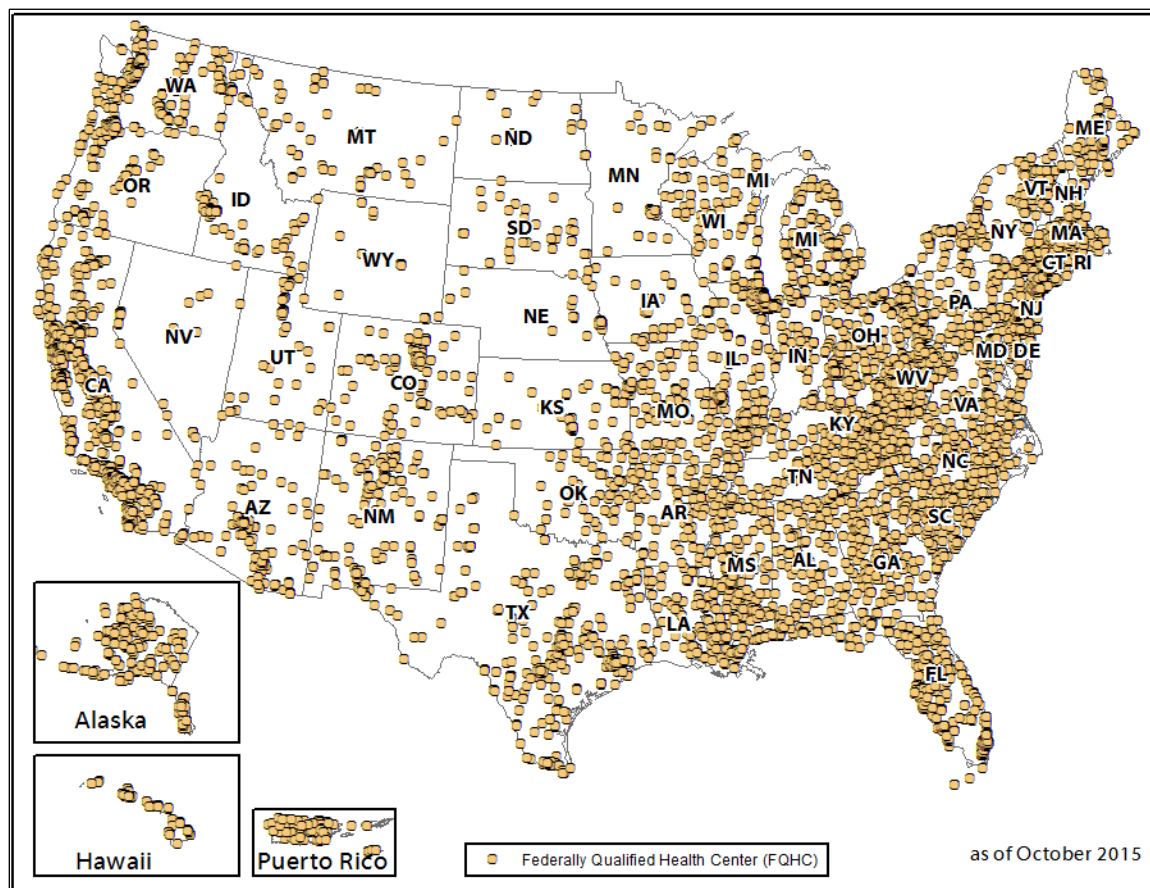 WA
MT
ND
MN
ME
OR
ID
SD
WI
MI
MI
VT
NH
NY
MA
CT RI
WY
IA
NE
PA
NJ
NV
UT
CO
IL
IN
OH
MD DE
WV
CA
KS
MO
KY
VA
AZ
NM
OK
AR
TN
NC
SC
MS
AL
GA
TX
LA
FL
Alaska
Hawaii
Puerto Rico
Federally Qualified Health Center (FQHC)
as of October 2015